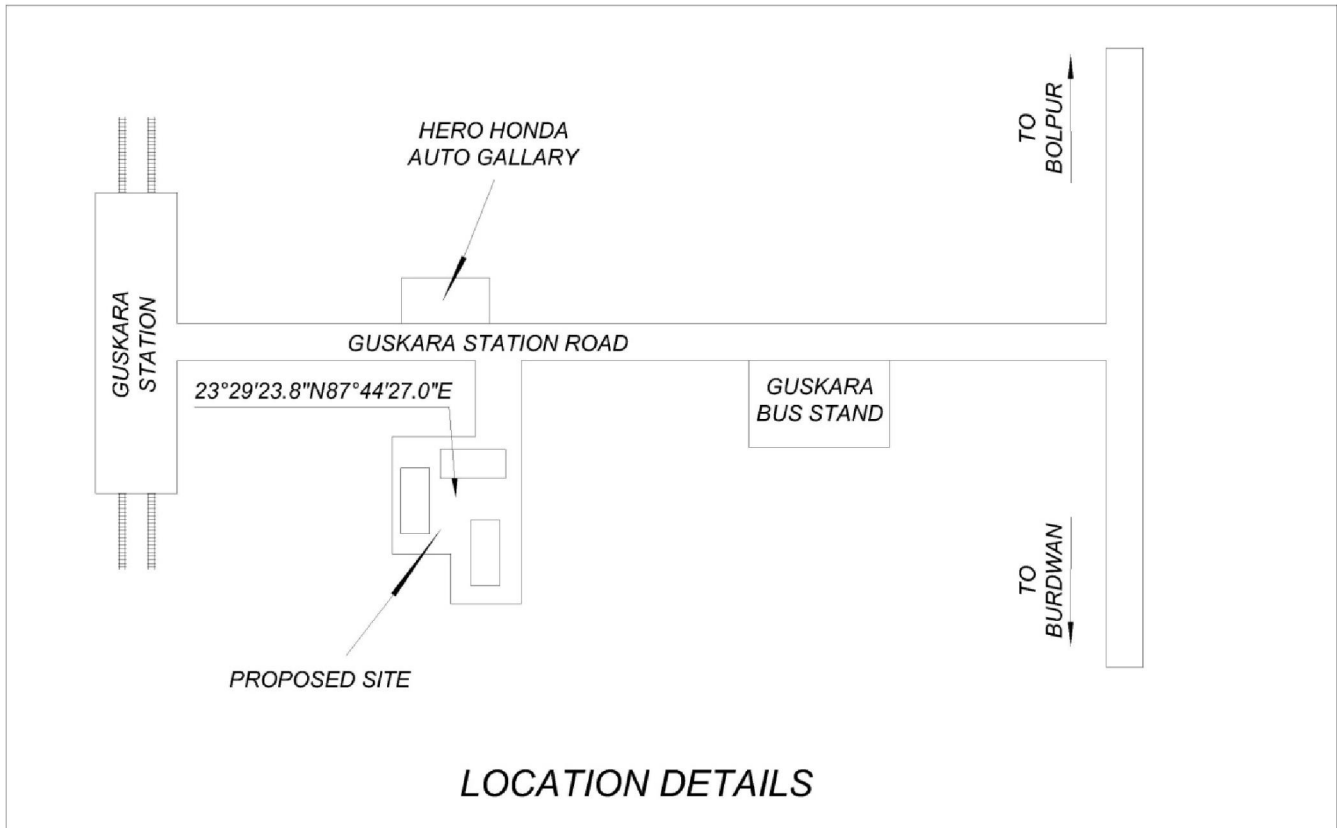 HERO HONDA
AUTO GALLARY
TO
BOLPUR
GUSKARA
STATION
GUSKARA STATION ROAD
23°29'23.8"N87°44'27.0"E
GUSKARA
BUS STAND
TO
BURDWAN
PROPOSED SITE
LOCATION DETAILS